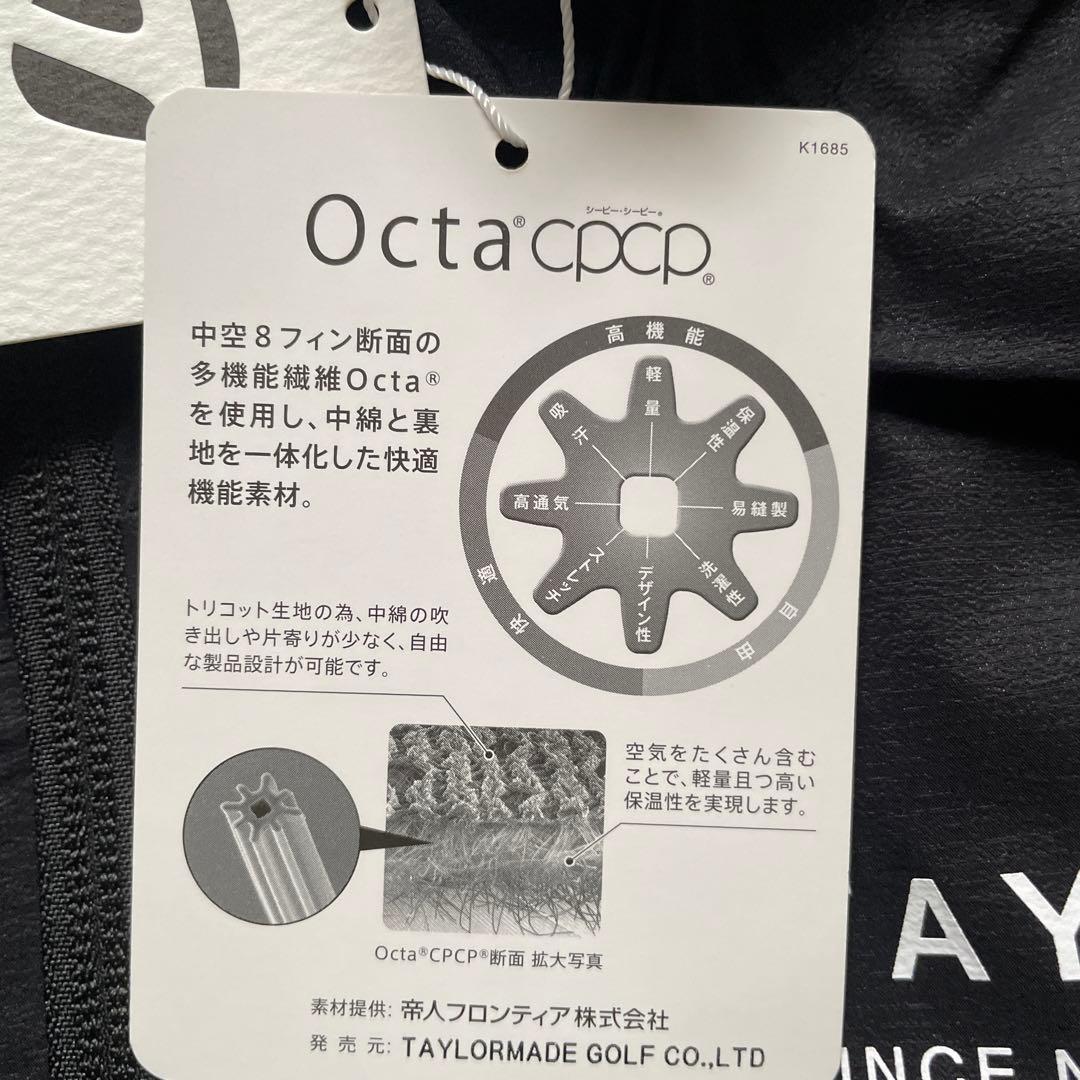 K1685
シーピー・シーピー®
Octa® CPCP®
中空8フィン断面の
多機能繊維Octa®
を使用し、中綿と裏
地を一体化した快適
機能素材。
高機能
軽量
保温性
易縫製
洗濯性
デザイン性
ストレッチ
高通気
吸汗
快適
自由
トリコット生地の為、中綿の吹
き出しや片寄りが少なく、自由
な製品設計が可能です。
空気をたくさん含む
ことで、軽量且つ高い
保温性を実現します。
Octa®CPCP®断面 拡大写真
素材提供: 帝人フロンティア株式会社
発売元: TAYLORMADE GOLF CO.,LTD
AY
INCE